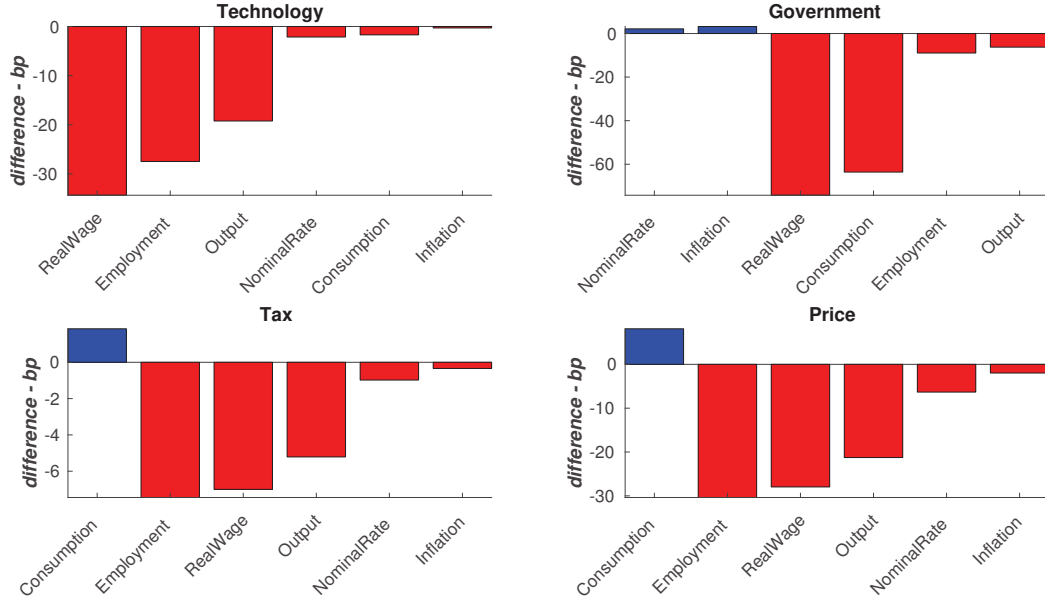 Technology
difference - bp
0
-10
-20
-30
RealWage
Employment
Output
NominalRate
Consumption
Inflation
Government
difference - bp
0
-20
-40
-60
NominalRate
Inflation
RealWage
Consumption
Employment
Output
Tax
difference - bp
0
-2
-4
-6
Consumption
Employment
RealWage
Output
NominalRate
Inflation
Price
difference - bp
0
-10
-20
-30
Consumption
Employment
RealWage
Output
NominalRate
Inflation